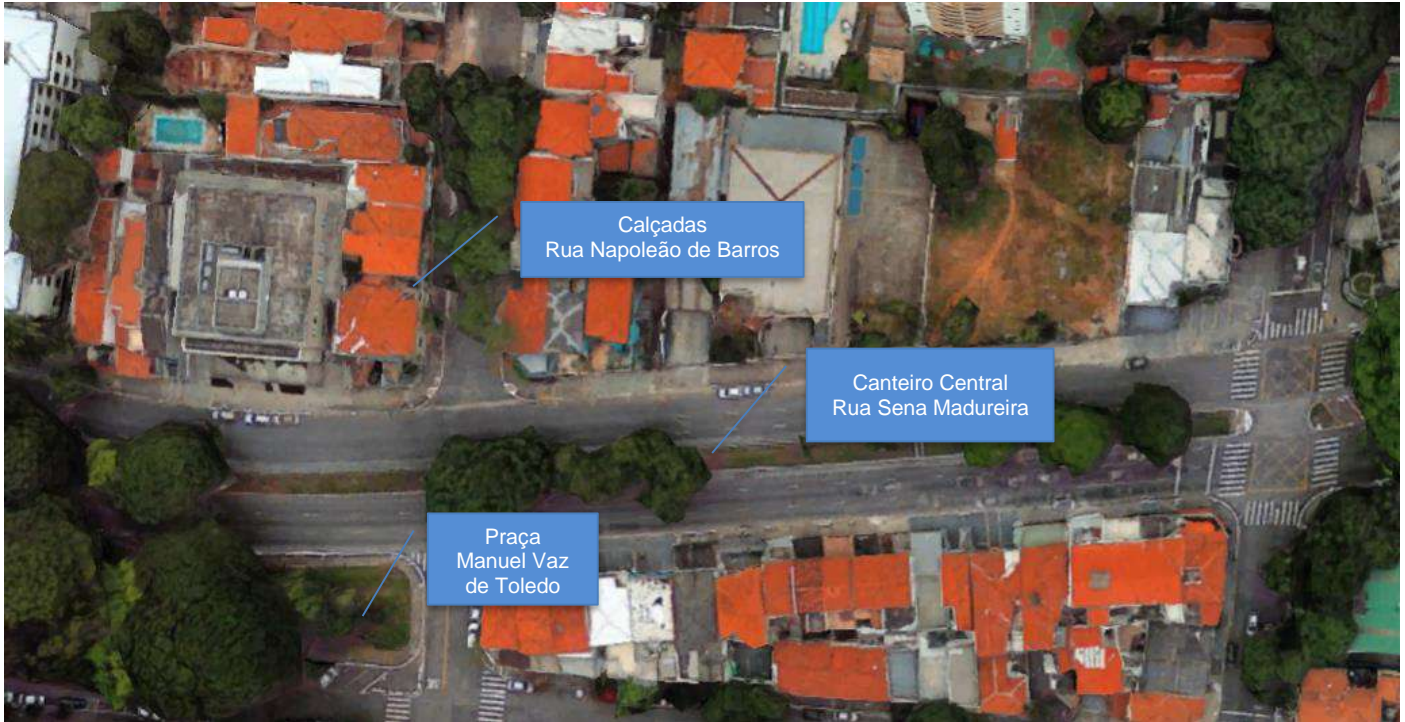 Calçadas
Rua Napoleão de Barros
Canteiro Central
Rua Sena Madureira
Praça
Manuel Vaz
de Toledo